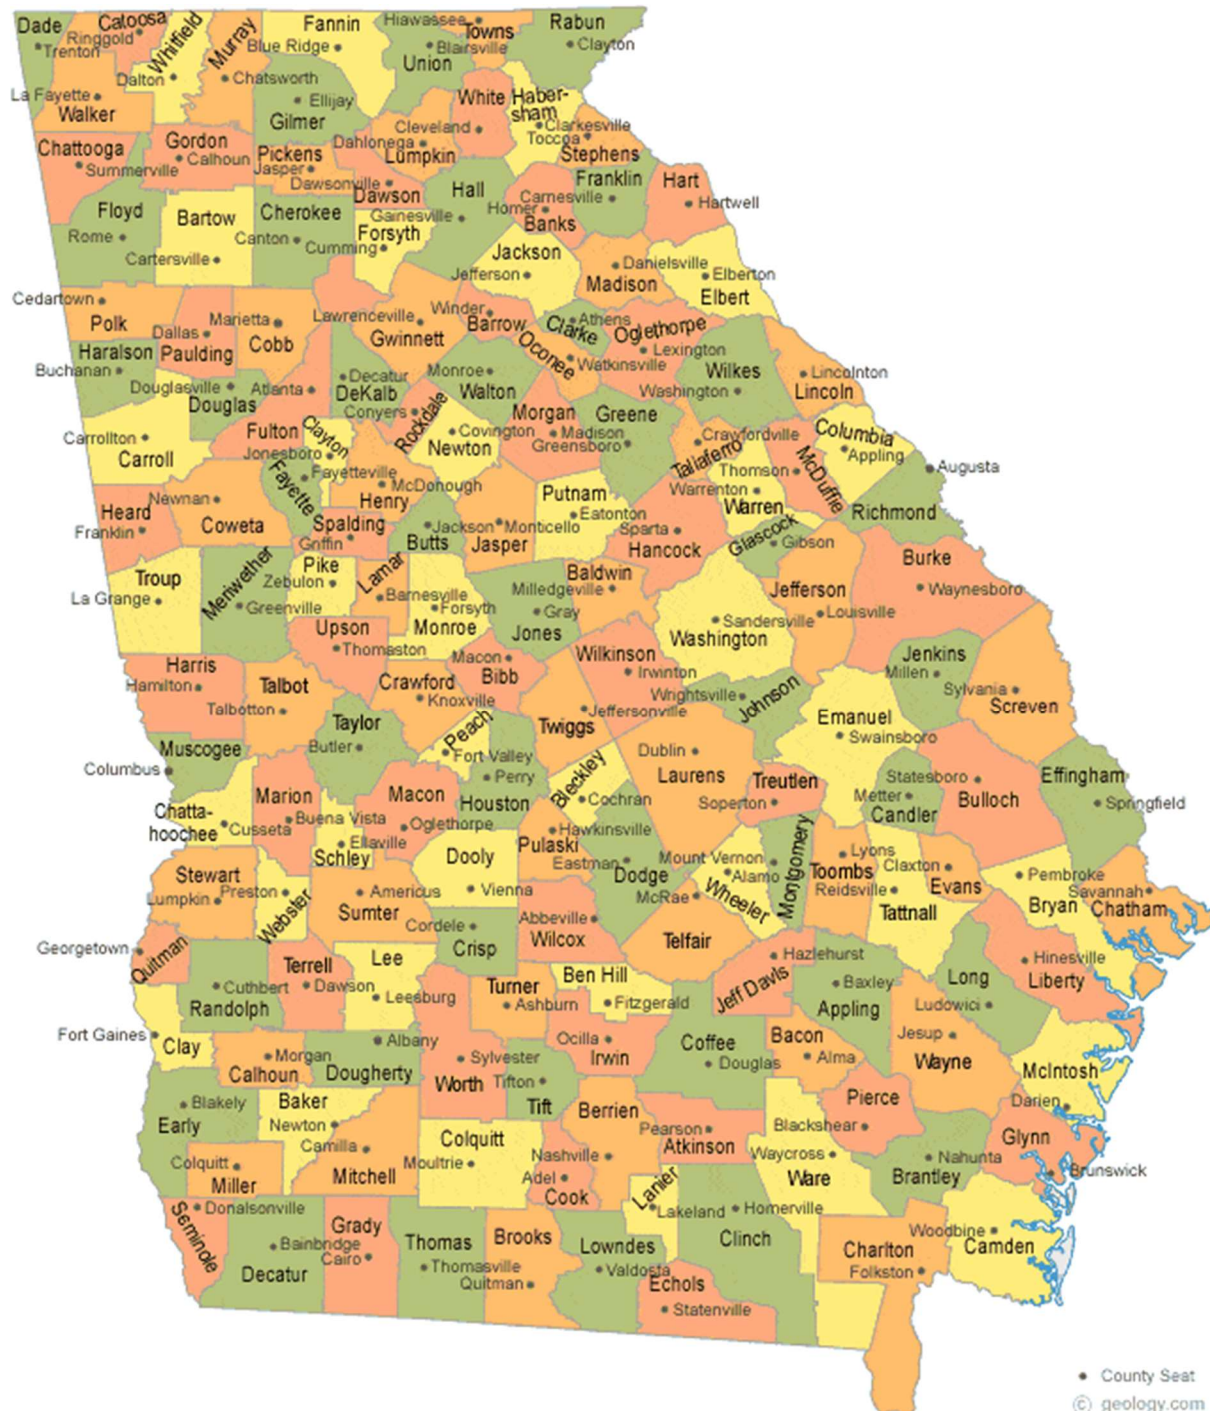 Dade
Trenton
Catoosa
Ringgold
Whitfield
Dalton
Murray
Chatsworth
Fannin
Blue Ridge
Hiawassee
Towns
Blairsville
Union
Rabun
Clayton
La Fayette
Walker
Ellijay
Gilmer
White
Cleveland
Haber-
sham
Clarkesville
Toccoa
Stephens
Chattooga
Summerville
Gordon
Calhoun
Pickens
Jasper
Dahlonega
Lumpkin
Dawsonville
Dawson
Hall
Gainesville
Carnesville
Franklin
Homer
Banks
Hart
Hartwell
Floyd
Rome
Bartow
Cartersville
Cherokee
Canton
Cumming
Forsyth
Jackson
Jefferson
Danielsville
Madison
Elberton
Elbert
Cedartown
Polk
Dallas
Paulding
Marietta
Cobb
Lawrenceville
Gwinnett
Winder
Barrow
Clarke
Athens
Oconee
Watkinsville
Oglethorpe
Lexington
Haralson
Buchanan
Douglasville
Douglas
Atlanta
Fulton
Decatur
DeKalb
Conyers
Rockdale
Monroe
Walton
Morgan
Madison
Greene
Greensboro
Washington
Wilkes
Lincolnton
Lincoln
Carrollton
Carroll
Clayton
Jonesboro
Covington
Newton
Crawfordville
Taliaferro
Thomson
McDuffie
Columbia
Appling
Augusta
Richmond
Newnan
Coweta
Fayette
Fayetteville
McDonough
Henry
Heard
Franklin
Spalding
Griffin
Jackson
Butts
Monticello
Jasper
Putnam
Eatonton
Sparta
Hancock
Warrenton
Warren
Glascock
Gibson
Burke
Waynesboro
Troup
La Grange
Meriwether
Greenville
Pike
Zebulon
Lamar
Barnesville
Forsyth
Monroe
Gray
Jones
Baldwin
Milledgeville
Sandersville
Washington
Jefferson
Louisville
Upson
Thomaston
Harris
Hamilton
Talbot
Talbotton
Crawford
Knoxville
Macon
Bibb
Wilkinson
Irwinton
Twiggs
Jeffersonville
Wrightsville
Johnson
Jenkins
Millen
Sylvania
Screven
Taylor
Butler
Peach
Fort Valley
Perry
Houston
Bleckley
Cochran
Dublin
Laurens
Emanuel
Swainsboro
Treutlen
Soperton
Statesboro
Bulloch
Metter
Candler
Effingham
Springfield
Muscogee
Columbus
Chatta-
hoochee
Cusseta
Marion
Buena Vista
Macon
Oglethorpe
Ellaville
Schley
Dooly
Vienna
Hawkinsville
Pulaski
Eastman
Dodge
Mount Vernon
Alamo
Wheeler
Montgomery
Lyons
Toombs
Reidsville
Claxton
Evans
Tattnall
Pembroke
Bryan
Savannah
Chatham
Stewart
Lumpkin
Preston
Webster
Americus
Sumter
Cordele
Crisp
Abbeville
Wilcox
McRae
Telfair
Georgetown
Quitman
Cuthbert
Randolph
Terrell
Dawson
Lee
Leesburg
Turner
Ashburn
Ben Hill
Fitzgerald
Hazlehurst
Jeff Davis
Baxley
Appling
Long
Ludowici
Hinesville
Liberty
Fort Gaines
Clay
Morgan
Calhoun
Albany
Dougherty
Sylvester
Worth
Tifton
Tift
Ocilla
Irwin
Coffee
Douglas
Bacon
Alma
Jesup
Wayne
McIntosh
Darien
Blakely
Early
Baker
Newton
Camilla
Mitchell
Colquitt
Miller
Colquitt
Moultrie
Berrien
Nashville
Adel
Cook
Pearson
Atkinson
Pierce
Blackshear
Waycross
Ware
Nahunta
Brantley
Glynn
Brunswick
Seminole
Donalsonville
Bainbridge
Decatur
Grady
Cairo
Thomas
Thomasville
Brooks
Quitman
Lowndes
Valdosta
Lanier
Lakeland
Homerville
Clinch
Echols
Statenville
Charlton
Folkston
Woodbine
Camden
County Seat
© geology.com